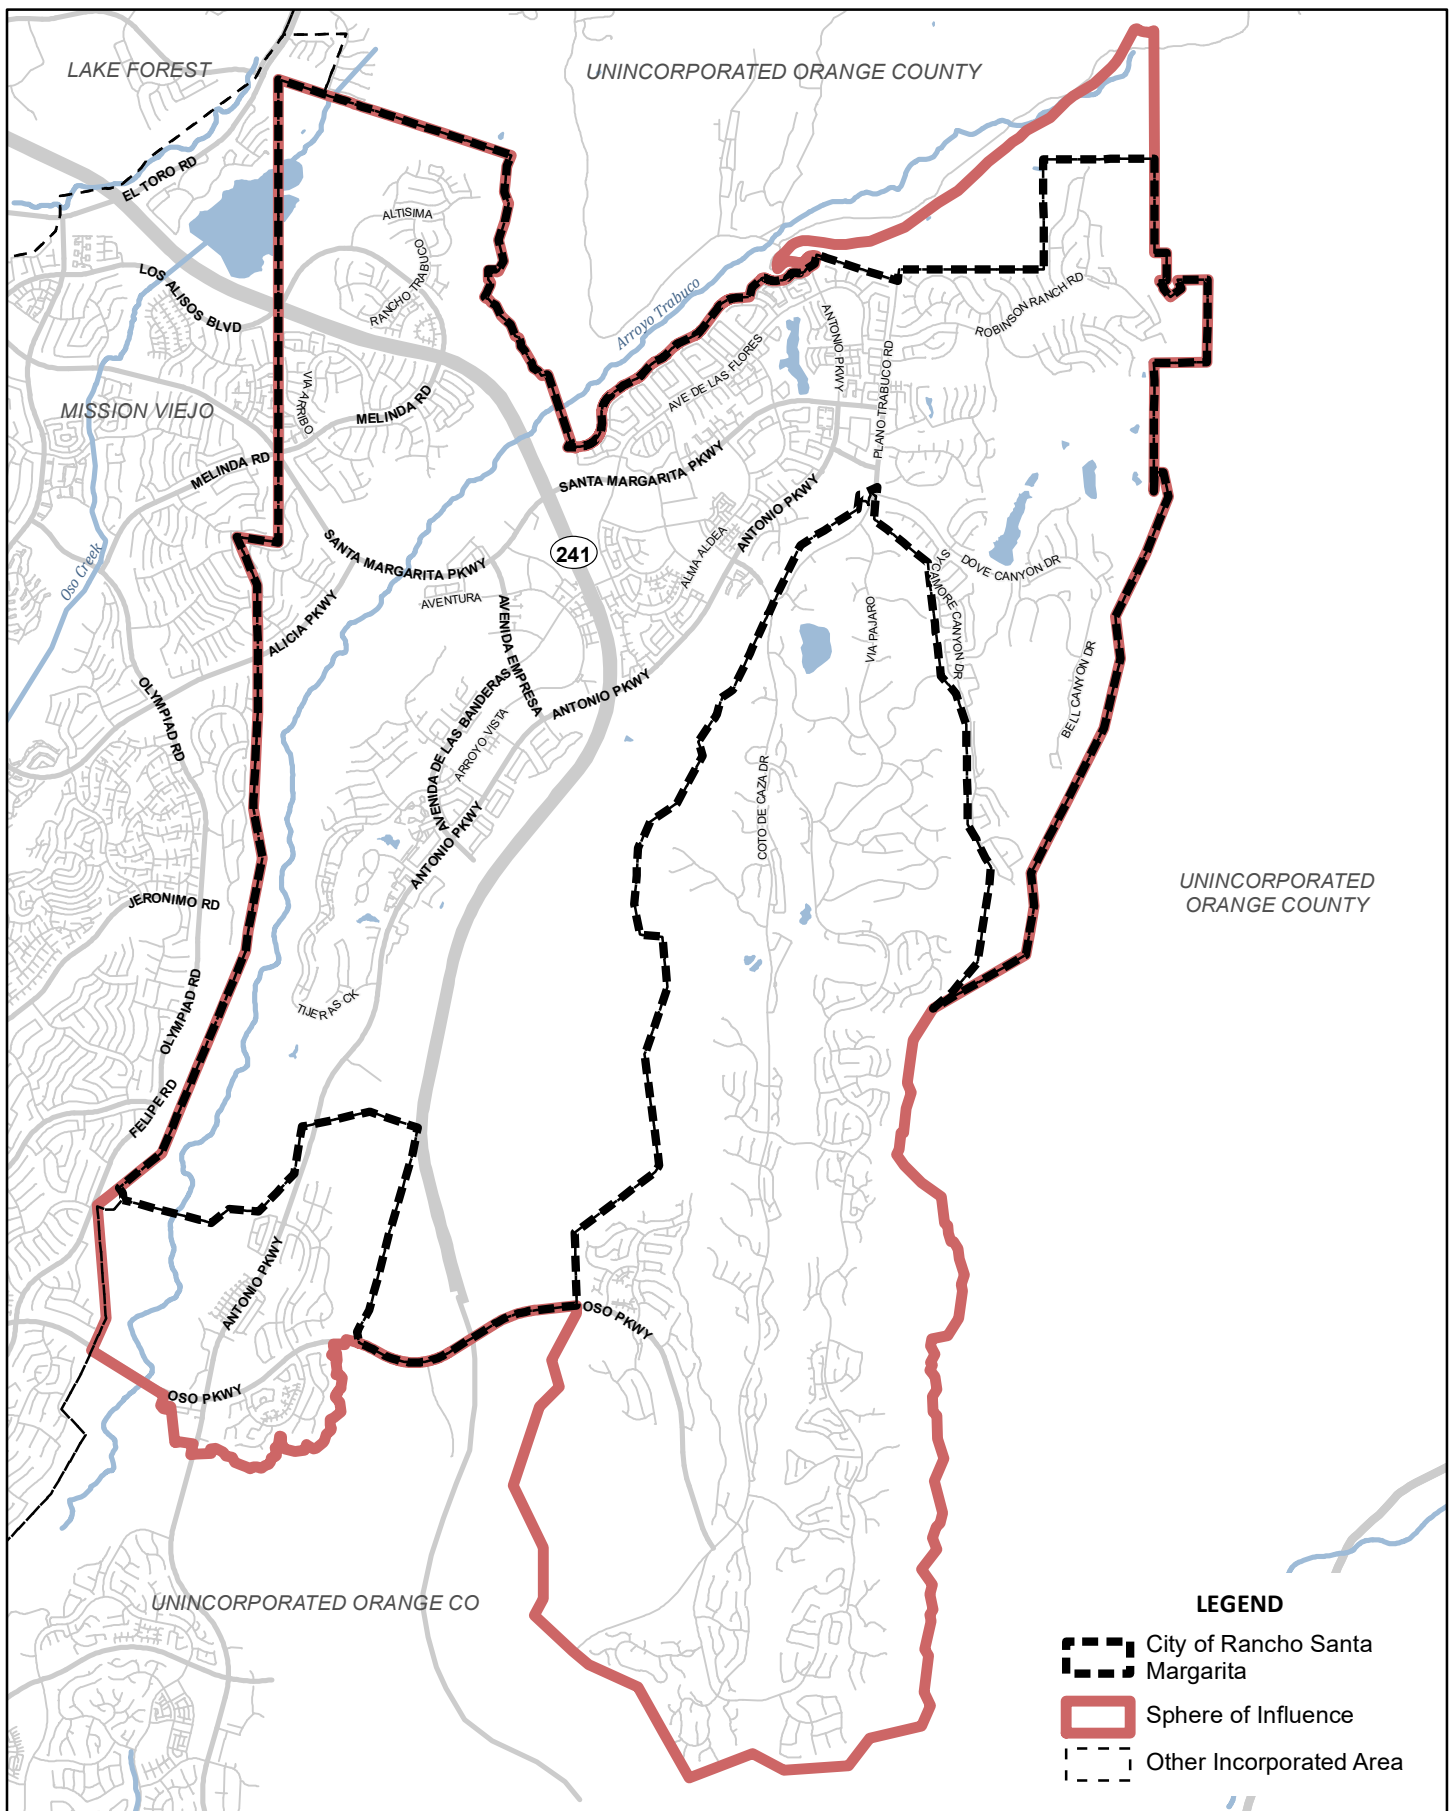 LAKE FOREST
UNINCORPORATED ORANGE COUNTY
EL TORO RD
ALTISIMA
RANCHO TRABUCO
LOS ALISOS BLVD
Arroyo Trabuco
ROBINSON RANCH RD
ANTONIO PKWY
AVE DE LAS FLORES
PLANO TRABUCO RD
VIA ARRIBO
MISSION VIEJO
MELINDA RD
MELINDA RD
SANTA MARGARITA PKWY
ANTONIO PKWY
SANTA MARGARITA PKWY
241
ALMA ALDEA
DOVE CANYON DR
SYCAMORE CANYON DR
Oso Creek
AVENTURA
ALICIA PKWY
AVENIDA EMPRESA
VIA PAJARO
BELL CANYON DR
OLYMPIAD RD
ANTONIO PKWY
AVENIDA DE LAS BANDERAS
ARROYO VISTA
COTO DE CAZA DR
ANTONIO PKWY
JERONIMO RD
UNINCORPORATED
ORANGE COUNTY
OLYMPIAD RD
TIJERAS CK
FELIPE RD
ANTONIO PKWY
OSO PKWY
OSO PKWY
UNINCORPORATED ORANGE CO
LEGEND
City of Rancho Santa
Margarita
Sphere of Influence
Other Incorporated Area